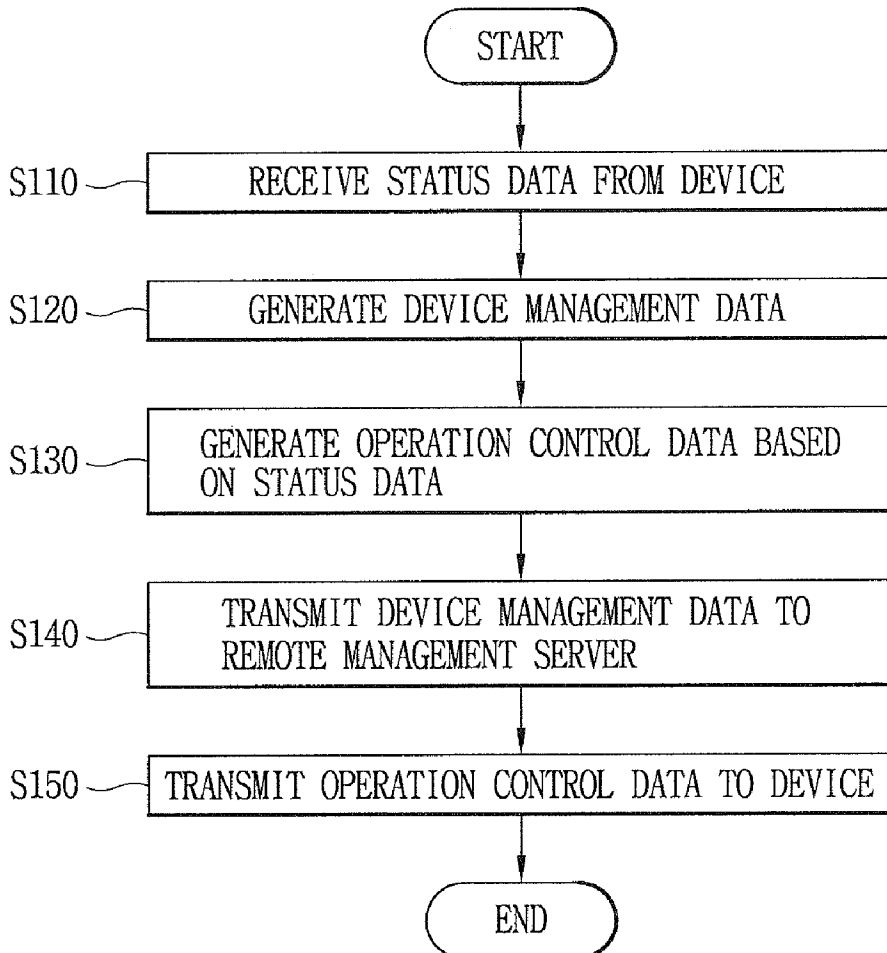 START
S110
RECEIVE STATUS DATA FROM DEVICE
S120
GENERATE DEVICE MANAGEMENT DATA
S130
GENERATE OPERATION CONTROL DATA BASED
ON STATUS DATA
S140
TRANSMIT DEVICE MANAGEMENT DATA TO
REMOTE MANAGEMENT SERVER
S150
TRANSMIT OPERATION CONTROL DATA TO DEVICE
END